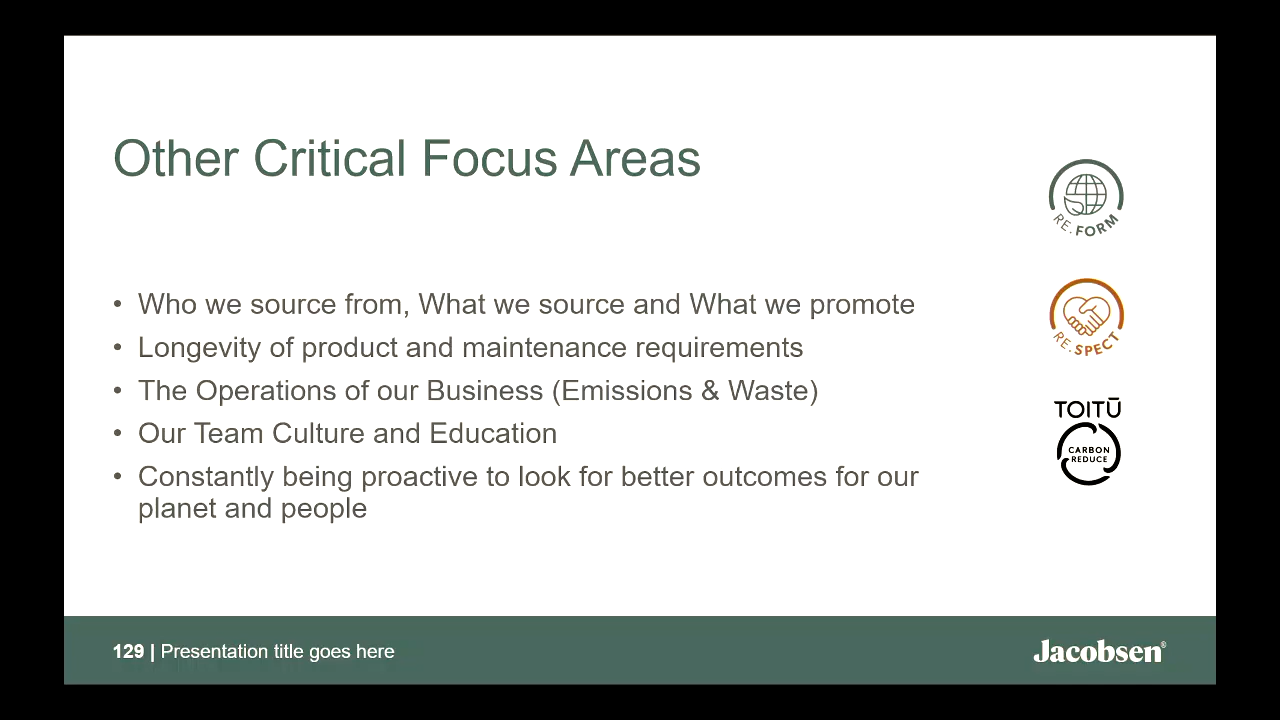 Other Critical Focus Areas
RE.FORM
• Who we source from, What we source and What we promote
• Longevity of product and maintenance requirements
• The Operations of our Business (Emissions & Waste)
• Our Team Culture and Education
• Constantly being proactive to look for better outcomes for our
planet and people
RE.SPECT
TOITŪ
CARBON
REDUCE
129 | Presentation title goes here
Jacobsen®